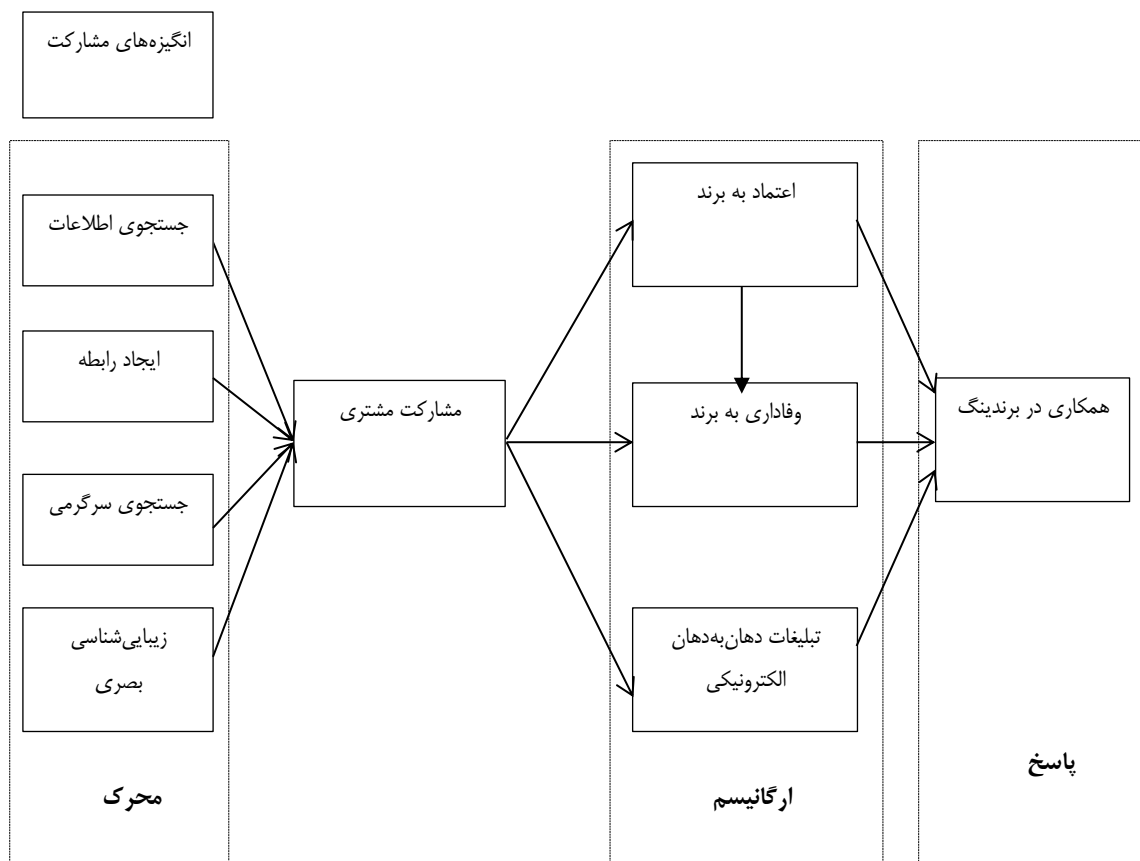 انگیزه‌های مشارکت
جستجوی اطلاعات
ایجاد رابطه
جستجوی سرگرمی
زیبایی‌شناسی
بصری
محرک
مشارکت مشتری
اعتماد به برند
وفاداری به برند
تبلیغات دهان‌به‌دهان
الکترونیکی
ارگانیسم
همکاری در برندینگ
پاسخ